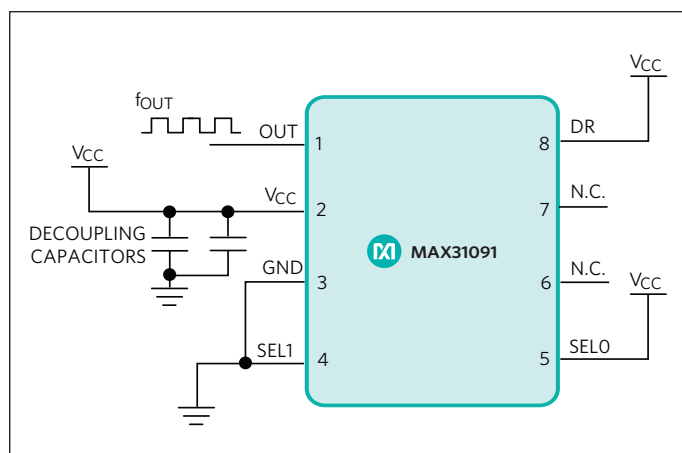 fOUT
OUT
1
VCC
VCC
2
DECOUPLING
CAPACITORS
GND
3
SEL1
4
MAX31091
VCC
DR
8
N.C.
7
N.C.
6
VCC
SEL0
5